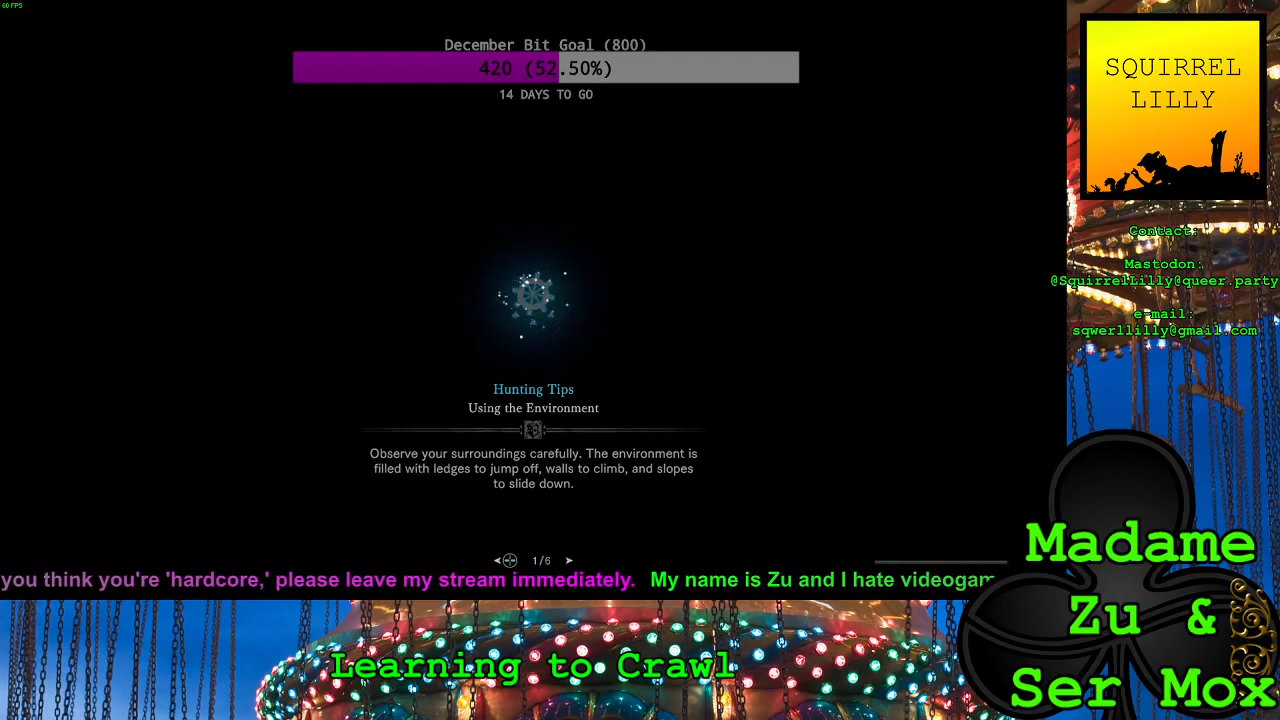 60 FPS
December Bit Goal (800)
420 (52.50%)
14 DAYS TO GO
SQUIRREL
LILLY
Contact:
Mastodon:
@SquirrelLilly@queer.party
e-mail:
sqwerllilly@gmail.com
Hunting Tips
Using the Environment
Observe your surroundings carefully. The environment is
filled with ledges to jump off, walls to climb, and slopes
to slide down.
1/6
you think you're 'hardcore,' please leave my stream immediately. My name is Zu and I hate videogam
Learning to Crawl
Madame
Zu &
Ser Mox